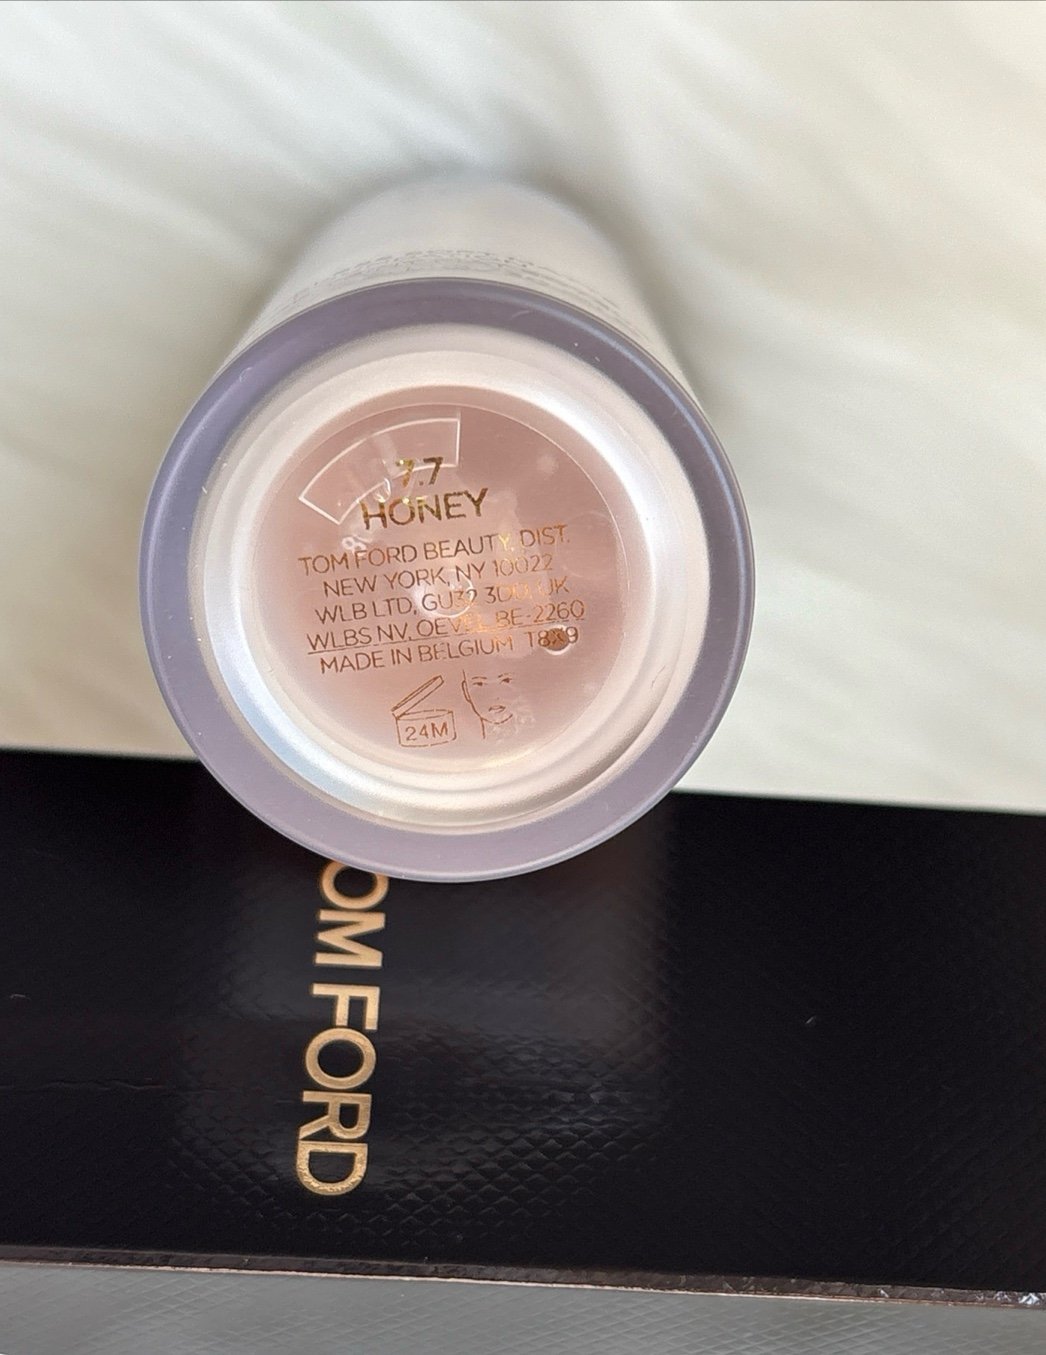 7.7
HONEY
TOM FORD BEAUTY, DIST.
NEW YORK, NY 10022
WLB LTD, GU32 3DU, UK
WLBS NV, OEVEL, BE-2260
MADE IN BELGIUM
24M
OM FORD